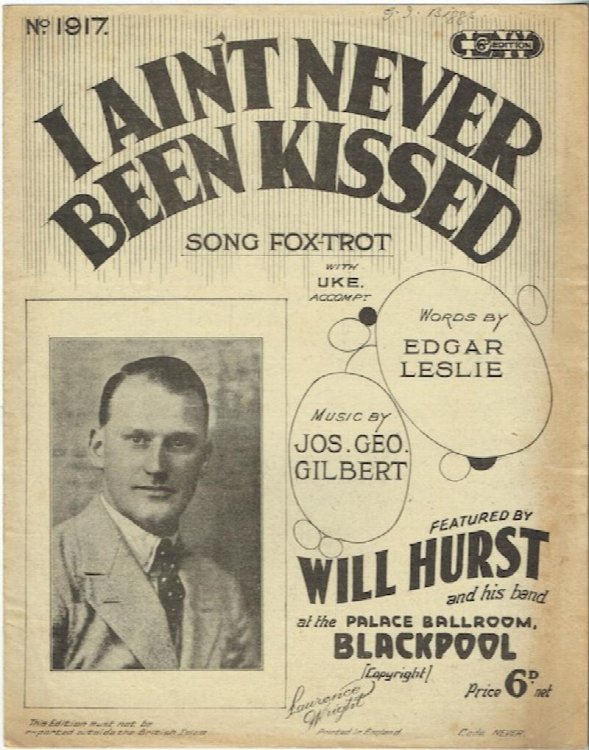 No. 1917.
6D EDITION
I AIN'T NEVER
BEEN KISSED
SONG FOX-TROT
WITH
UKE.
ACCOMPT
WORDS BY
EDGAR
LESLIE
MUSIC BY
JOS. GEO.
GILBERT
FEATURED BY
WILL HURST
and his band
at the PALACE BALLROOM,
BLACKPOOL
[Copyright]
Price 6D net
Lawrence
Wright
This Edition must not be
exported outside the British Isles
Printed in England
Code NEVER.